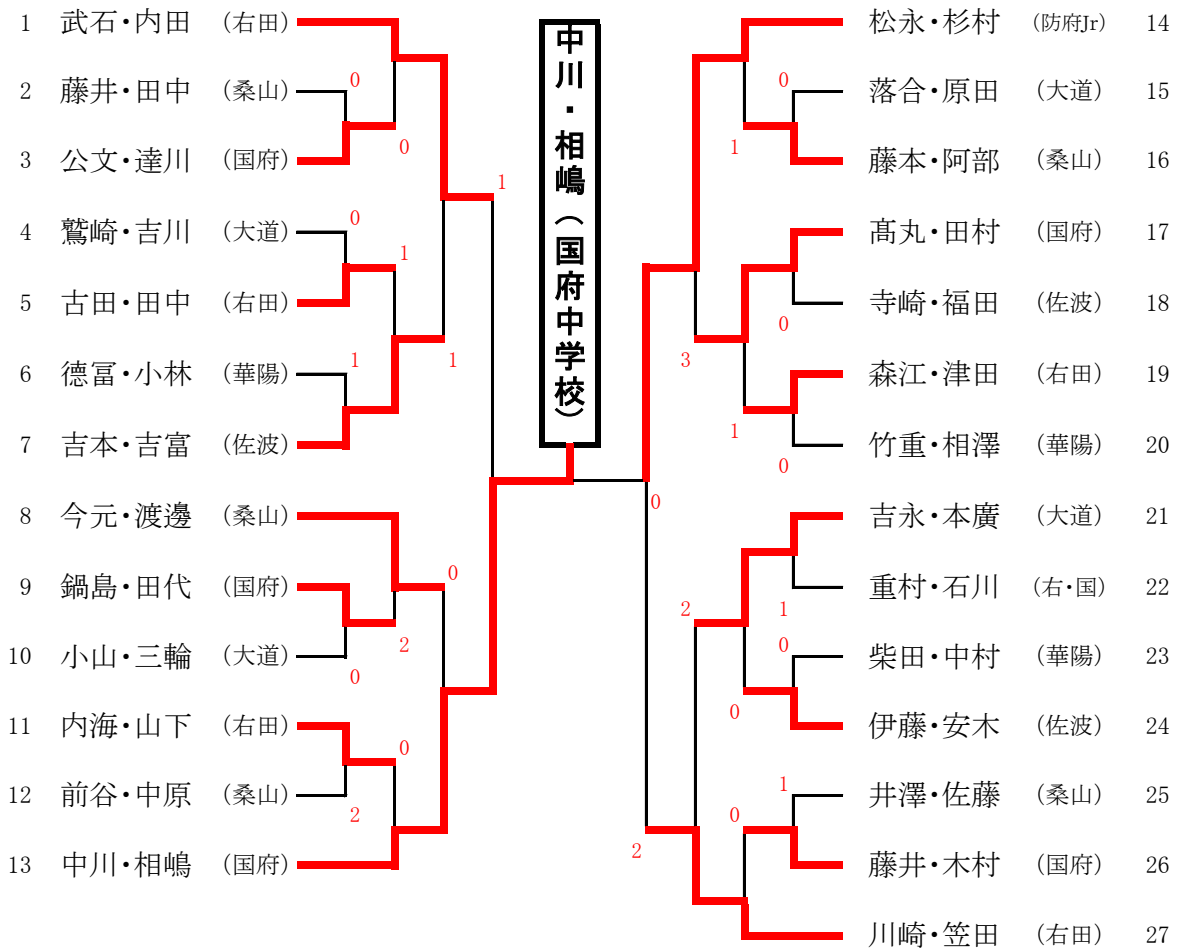 1 武石・内田 (右田)
2 藤井・田中 (桑山)
3 公文・達川 (国府)
4 鷲崎・吉川 (大道)
5 古田・田中 (右田)
6 德冨・小林 (華陽)
7 吉本・吉富 (佐波)
8 今元・渡邊 (桑山)
9 鍋島・田代 (国府)
10 小山・三輪 (大道)
11 内海・山下 (右田)
12 前谷・中原 (桑山)
13 中川・相嶋 (国府)
0
0
0
1
1
1
1
0
2
0
0
2
中川・相嶋(国府中学校)
0
1
0
3
1
0
0
2
1
0
0
1
0
2
松永・杉村 (防府Jr) 14
落合・原田 (大道) 15
藤本・阿部 (桑山) 16
髙丸・田村 (国府) 17
寺崎・福田 (佐波) 18
森江・津田 (右田) 19
竹重・相澤 (華陽) 20
吉永・本廣 (大道) 21
重村・石川 (右・国) 22
柴田・中村 (華陽) 23
伊藤・安木 (佐波) 24
井澤・佐藤 (桑山) 25
藤井・木村 (国府) 26
川崎・笠田 (右田) 27